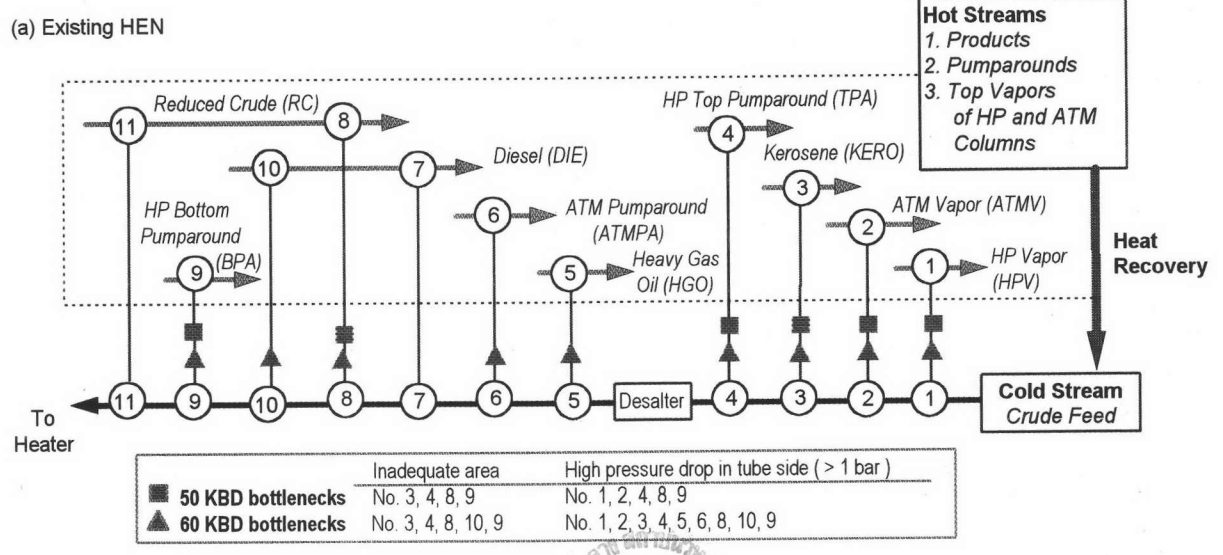 (a) Existing HEN
Hot Streams
1. Products
2. Pumparounds
3. Top Vapors
of HP and ATM
Columns
Reduced Crude (RC)
11
8
HP Top Pumparound (TPA)
4
Diesel (DIE)
10
7
Kerosene (KERO)
3
HP Bottom
Pumparound
(BPA)
9
6
ATM Pumparound
(ATMPA)
ATM Vapor (ATMV)
2
5
Heavy Gas
Oil (HGO)
1
HP Vapor
(HPV)
Heat
Recovery
11
9
10
8
7
6
5
Desalter
4
3
2
1
Cold Stream
Crude Feed
To
Heater
Inadequate area High pressure drop in tube side ( > 1 bar )
50 KBD bottlenecks No. 3, 4, 8, 9 No. 1, 2, 4, 8, 9
60 KBD bottlenecks No. 3, 4, 8, 10, 9 No. 1, 2, 3, 4, 5, 6, 8, 10, 9